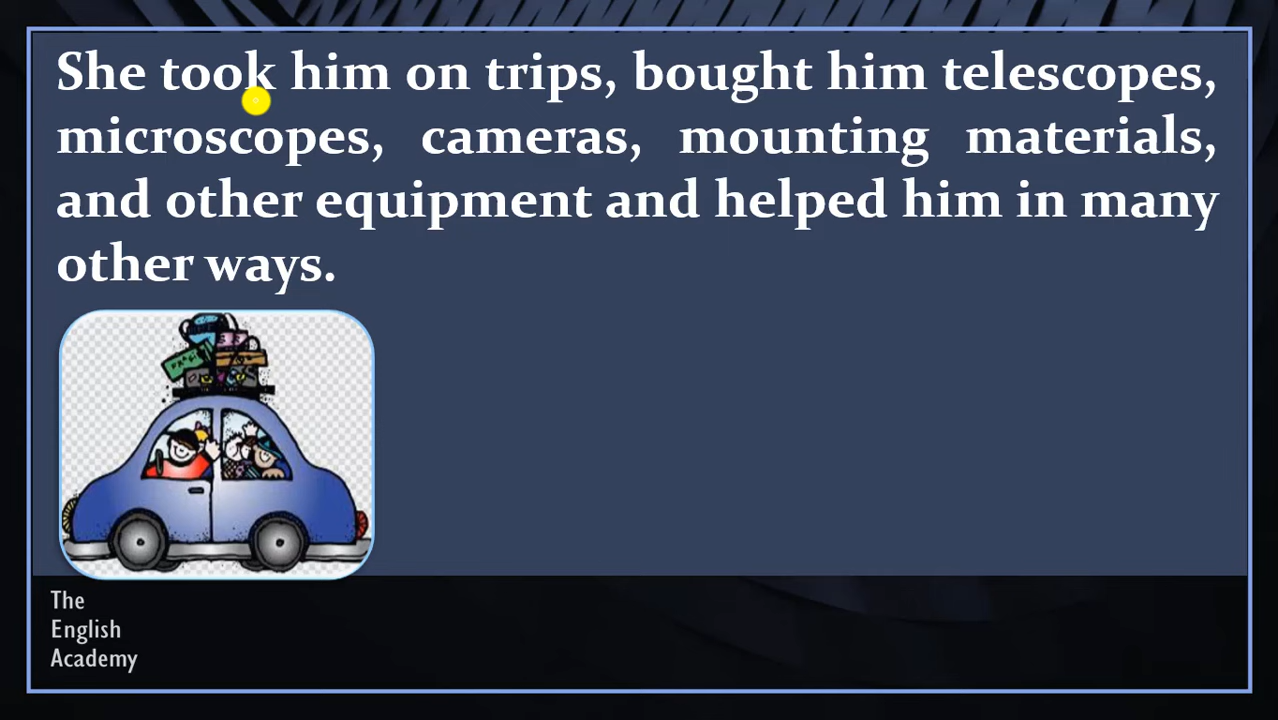 She took him on trips, bought him telescopes,
microscopes, cameras, mounting materials,
and other equipment and helped him in many
other ways.
The
English
Academy